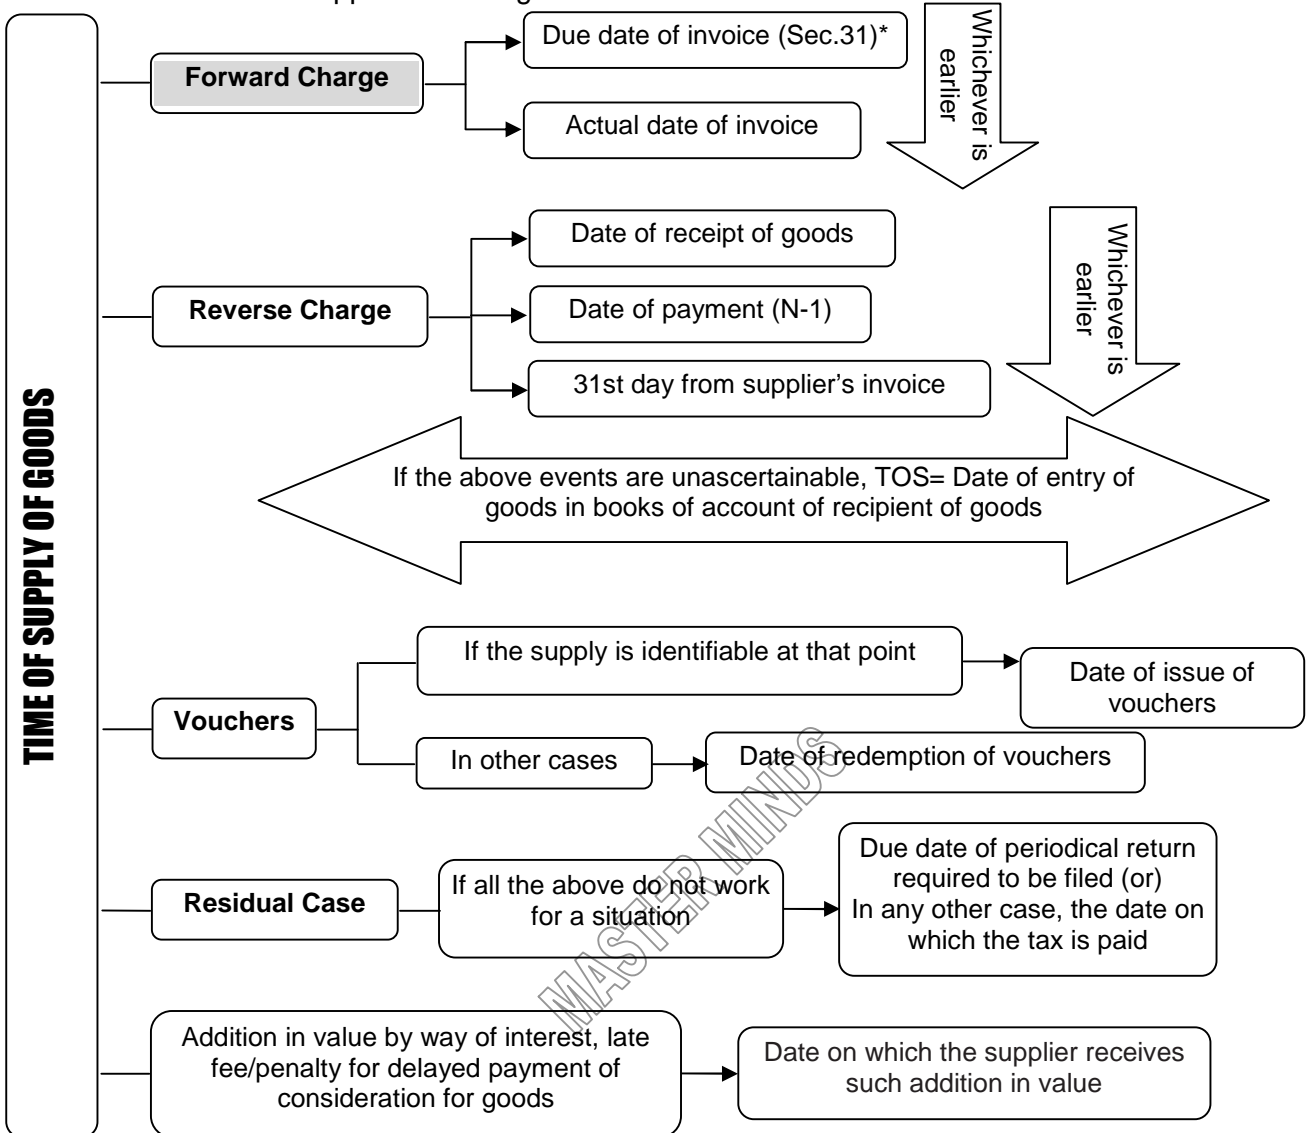 TIME OF SUPPLY OF GOODS
Forward Charge
Due date of invoice (Sec.31)*
Actual date of invoice
Whichever is
earlier
Reverse Charge
Date of receipt of goods
Date of payment (N-1)
31st day from supplier's invoice
Whichever is
earlier
If the above events are unascertainable, TOS= Date of entry of
goods in books of account of recipient of goods
Vouchers
If the supply is identifiable at that point
Date of issue of
vouchers
In other cases
Date of redemption of vouchers
Residual Case
If all the above do not work
for a situation
Due date of periodical return
required to be filed (or)
In any other case, the date on
which the tax is paid
Addition in value by way of interest, late
fee/penalty for delayed payment of
consideration for goods
Date on which the supplier receives
such addition in value
MASTER MINDS